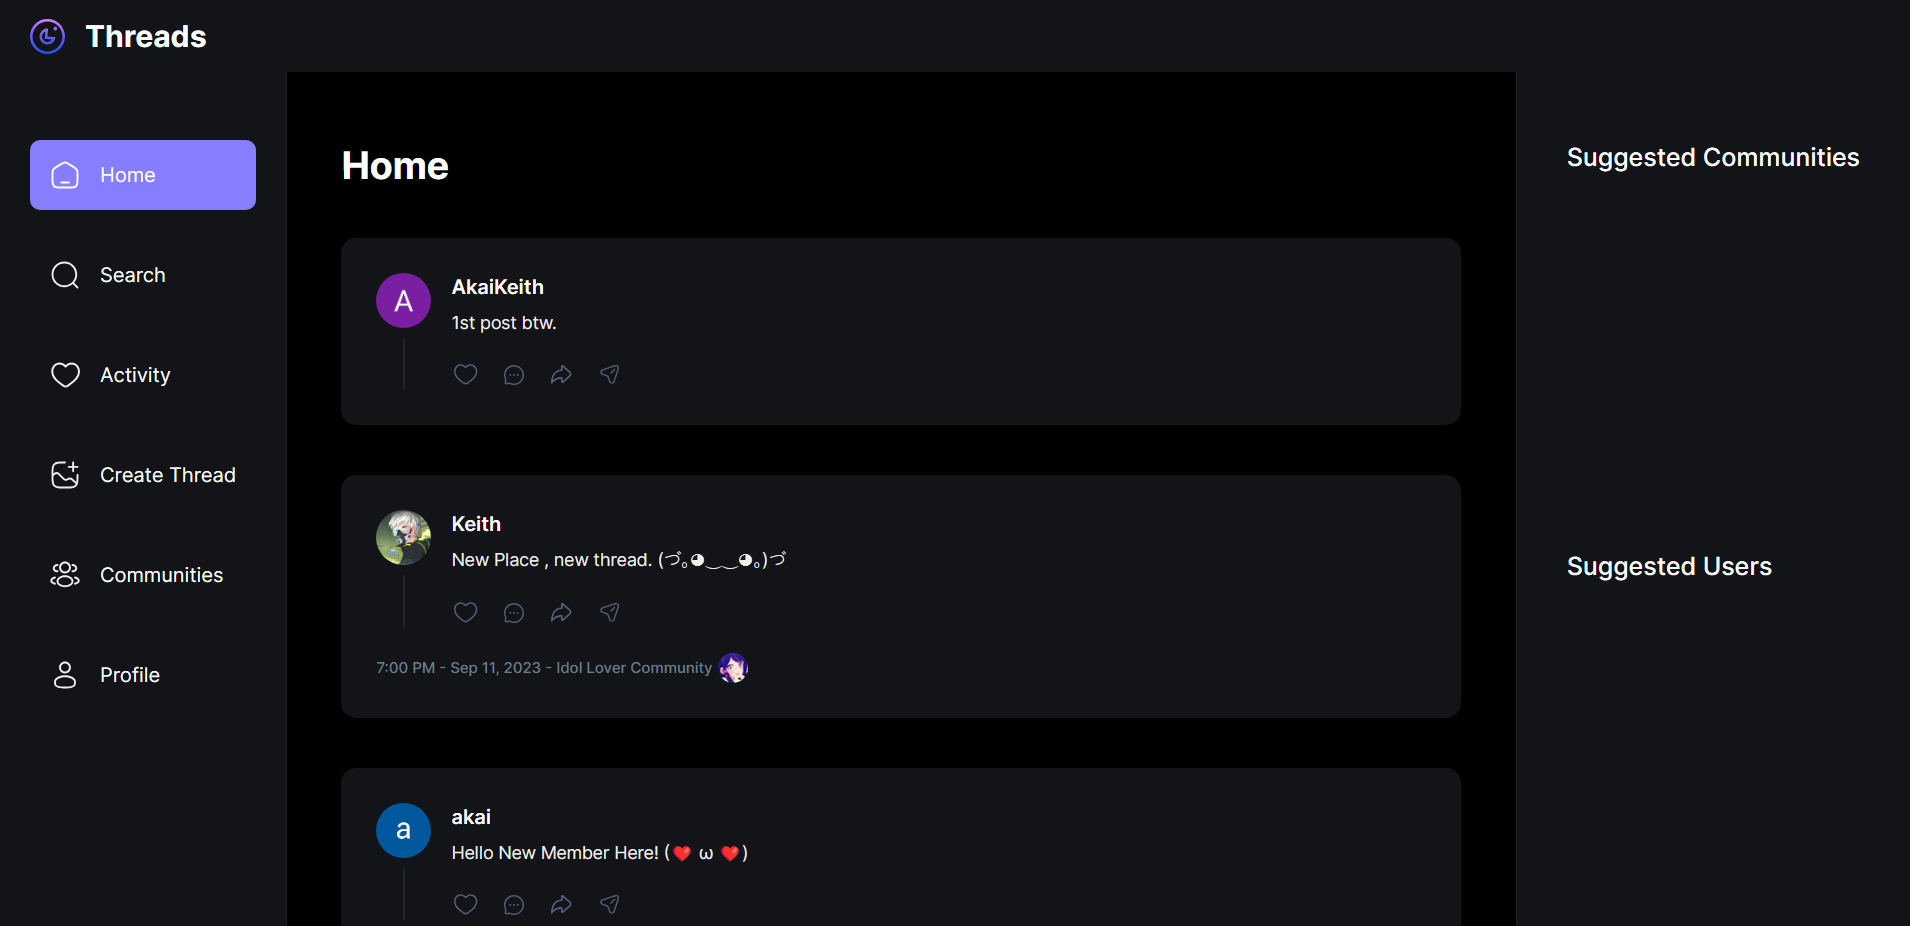 Threads
Home
Search
Activity
Create Thread
Communities
Profile
Home
A
AkaiKeith
1st post btw.
Keith
New Place , new thread. (づ｡◕‿‿◕｡)づ
7:00 PM - Sep 11, 2023 - Idol Lover Community
a
akai
Hello New Member Here! (❤️ ω ❤️)
Suggested Communities
Suggested Users